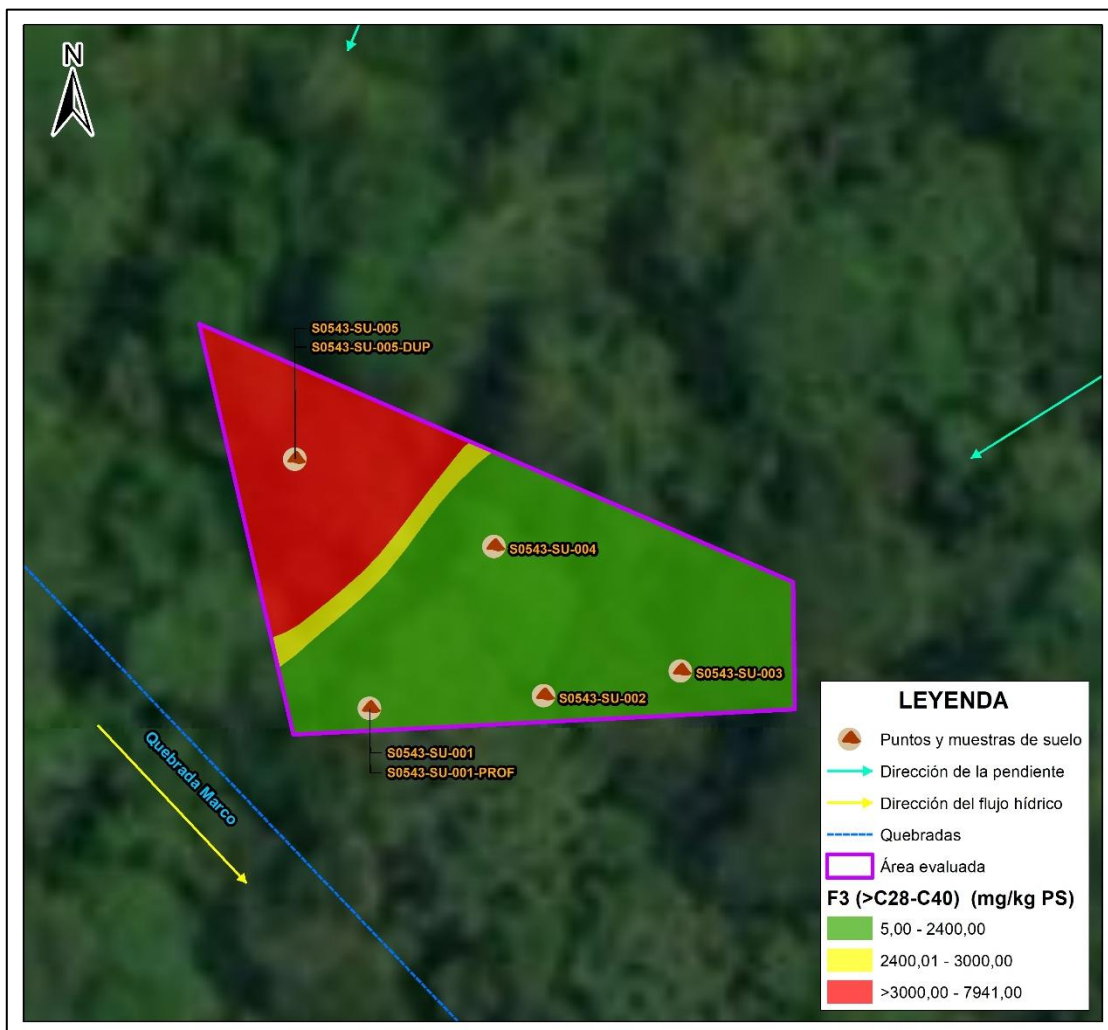 N
S0543-SU-005
S0543-SU-005-DUP
S0543-SU-004
S0543-SU-003
S0543-SU-002
S0543-SU-001
S0543-SU-001-PROF
Quebrada Marco
LEYENDA
Puntos y muestras de suelo
Dirección de la pendiente
Dirección del flujo hídrico
Quebradas
Área evaluada
F3 (>C28-C40) (mg/kg PS)
5,00 - 2400,00
2400,01 - 3000,00
>3000,00 - 7941,00